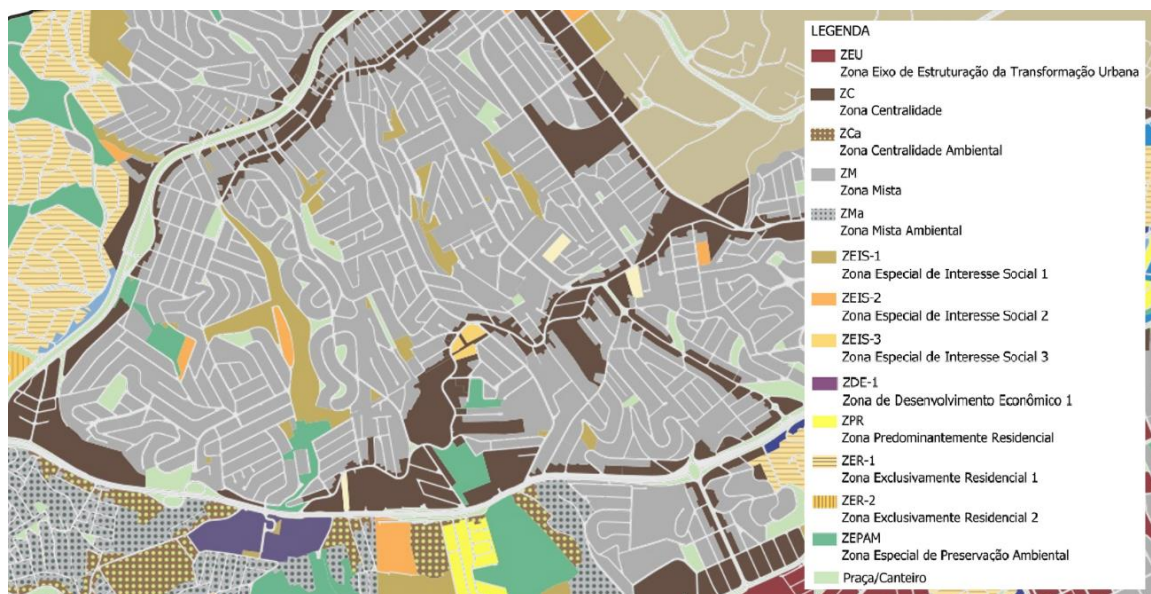 LEGENDA
ZEU
Zona Eixo de Estruturação da Transformação Urbana
ZC
Zona Centralidade
ZCa
Zona Centralidade Ambiental
ZM
Zona Mista
ZMa
Zona Mista Ambiental
ZEIS-1
Zona Especial de Interesse Social 1
ZEIS-2
Zona Especial de Interesse Social 2
ZEIS-3
Zona Especial de Interesse Social 3
ZDE-1
Zona de Desenvolvimento Econômico 1
ZPR
Zona Predominantemente Residencial
ZER-1
Zona Exclusivamente Residencial 1
ZER-2
Zona Exclusivamente Residencial 2
ZEPAM
Zona Especial de Preservação Ambiental
Praça/Canteiro